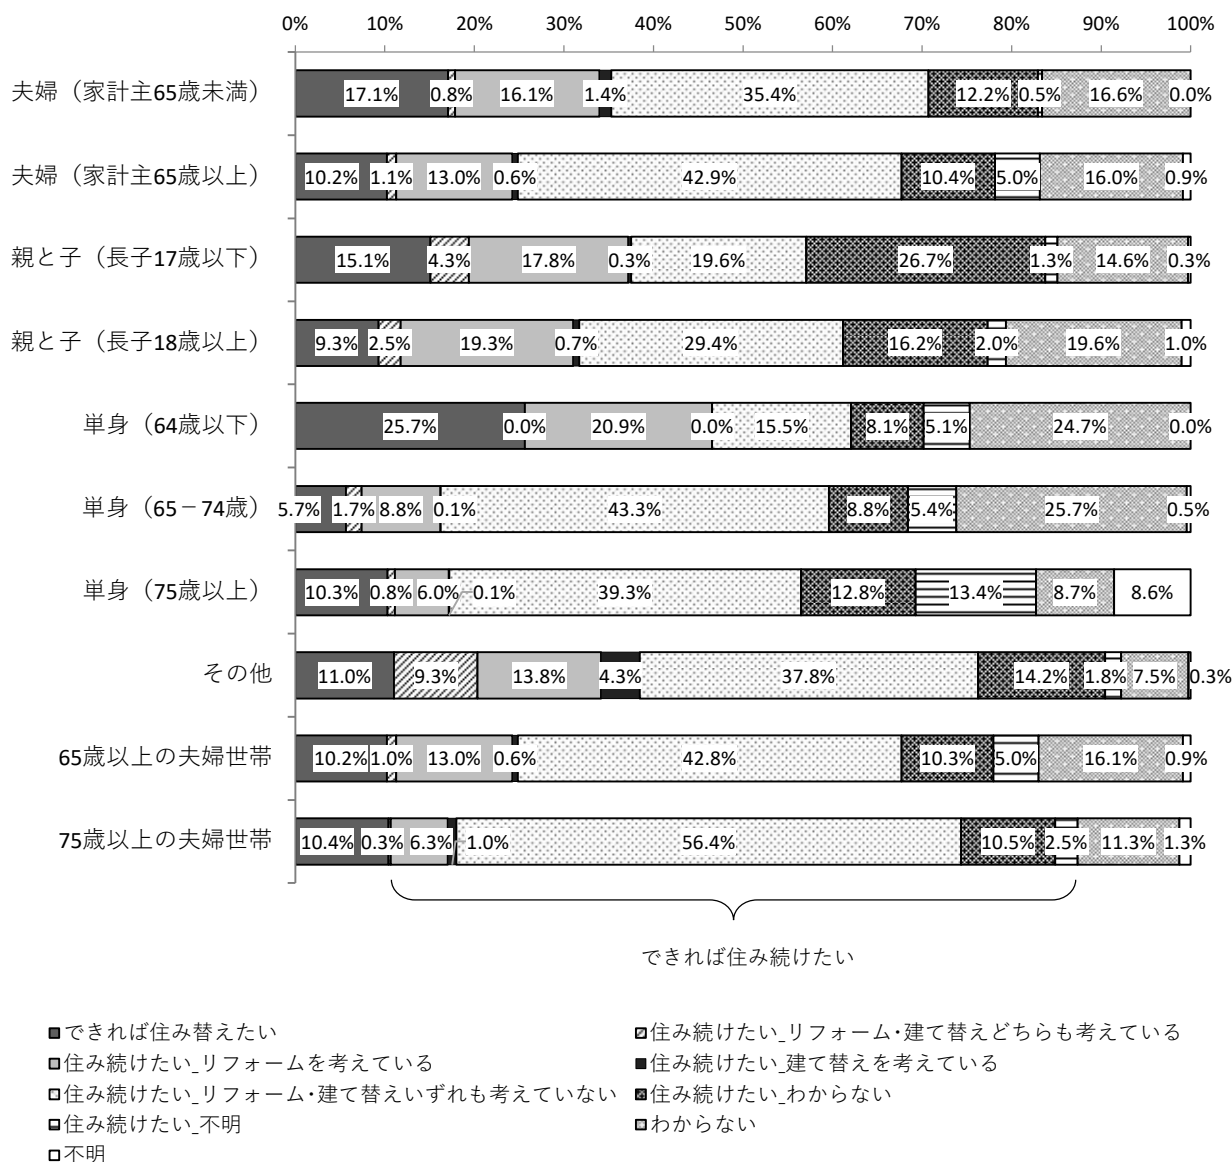 0% 10% 20% 30% 40% 50% 60% 70% 80% 90% 100%
夫婦（家計主65歳未満） 17.1% 0.8% 16.1% 1.4% 35.4% 12.2% 0.5% 16.6% 0.0%
夫婦（家計主65歳以上） 10.2% 1.1% 13.0% 0.6% 42.9% 10.4% 5.0% 16.0% 0.9%
親と子（長子17歳以下） 15.1% 4.3% 17.8% 0.3% 19.6% 26.7% 1.3% 14.6% 0.3%
親と子（長子18歳以上） 9.3% 2.5% 19.3% 0.7% 29.4% 16.2% 2.0% 19.6% 1.0%
単身（64歳以下） 25.7% 0.0% 20.9% 0.0% 15.5% 8.1% 5.1% 24.7% 0.0%
単身（65－74歳） 5.7% 1.7% 8.8% 0.1% 43.3% 8.8% 5.4% 25.7% 0.5%
単身（75歳以上） 10.3% 0.8% 6.0% 0.1% 39.3% 12.8% 13.4% 8.7% 8.6%
その他 11.0% 9.3% 13.8% 4.3% 37.8% 14.2% 1.8% 7.5% 0.3%
65歳以上の夫婦世帯 10.2% 1.0% 13.0% 0.6% 42.8% 10.3% 5.0% 16.1% 0.9%
75歳以上の夫婦世帯 10.4% 0.3% 6.3% 1.0% 56.4% 10.5% 2.5% 11.3% 1.3%
できれば住み続けたい
できれば住み替えたい 住み続けたい_リフォーム・建て替えどちらも考えている
住み続けたい_リフォームを考えている 住み続けたい_建て替えを考えている
住み続けたい_リフォーム・建て替えいずれも考えていない 住み続けたい_わからない
住み続けたい_不明 わからない
不明